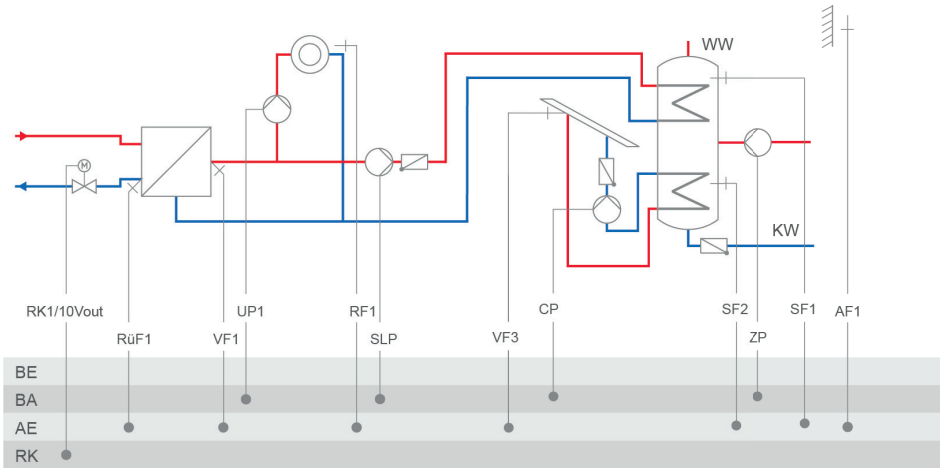 WW
M
KW
RK1/10Vout
UP1
RF1
CP
SF2
SF1
AF1
RüF1
VF1
SLP
VF3
ZP
BE
BA
AE
RK